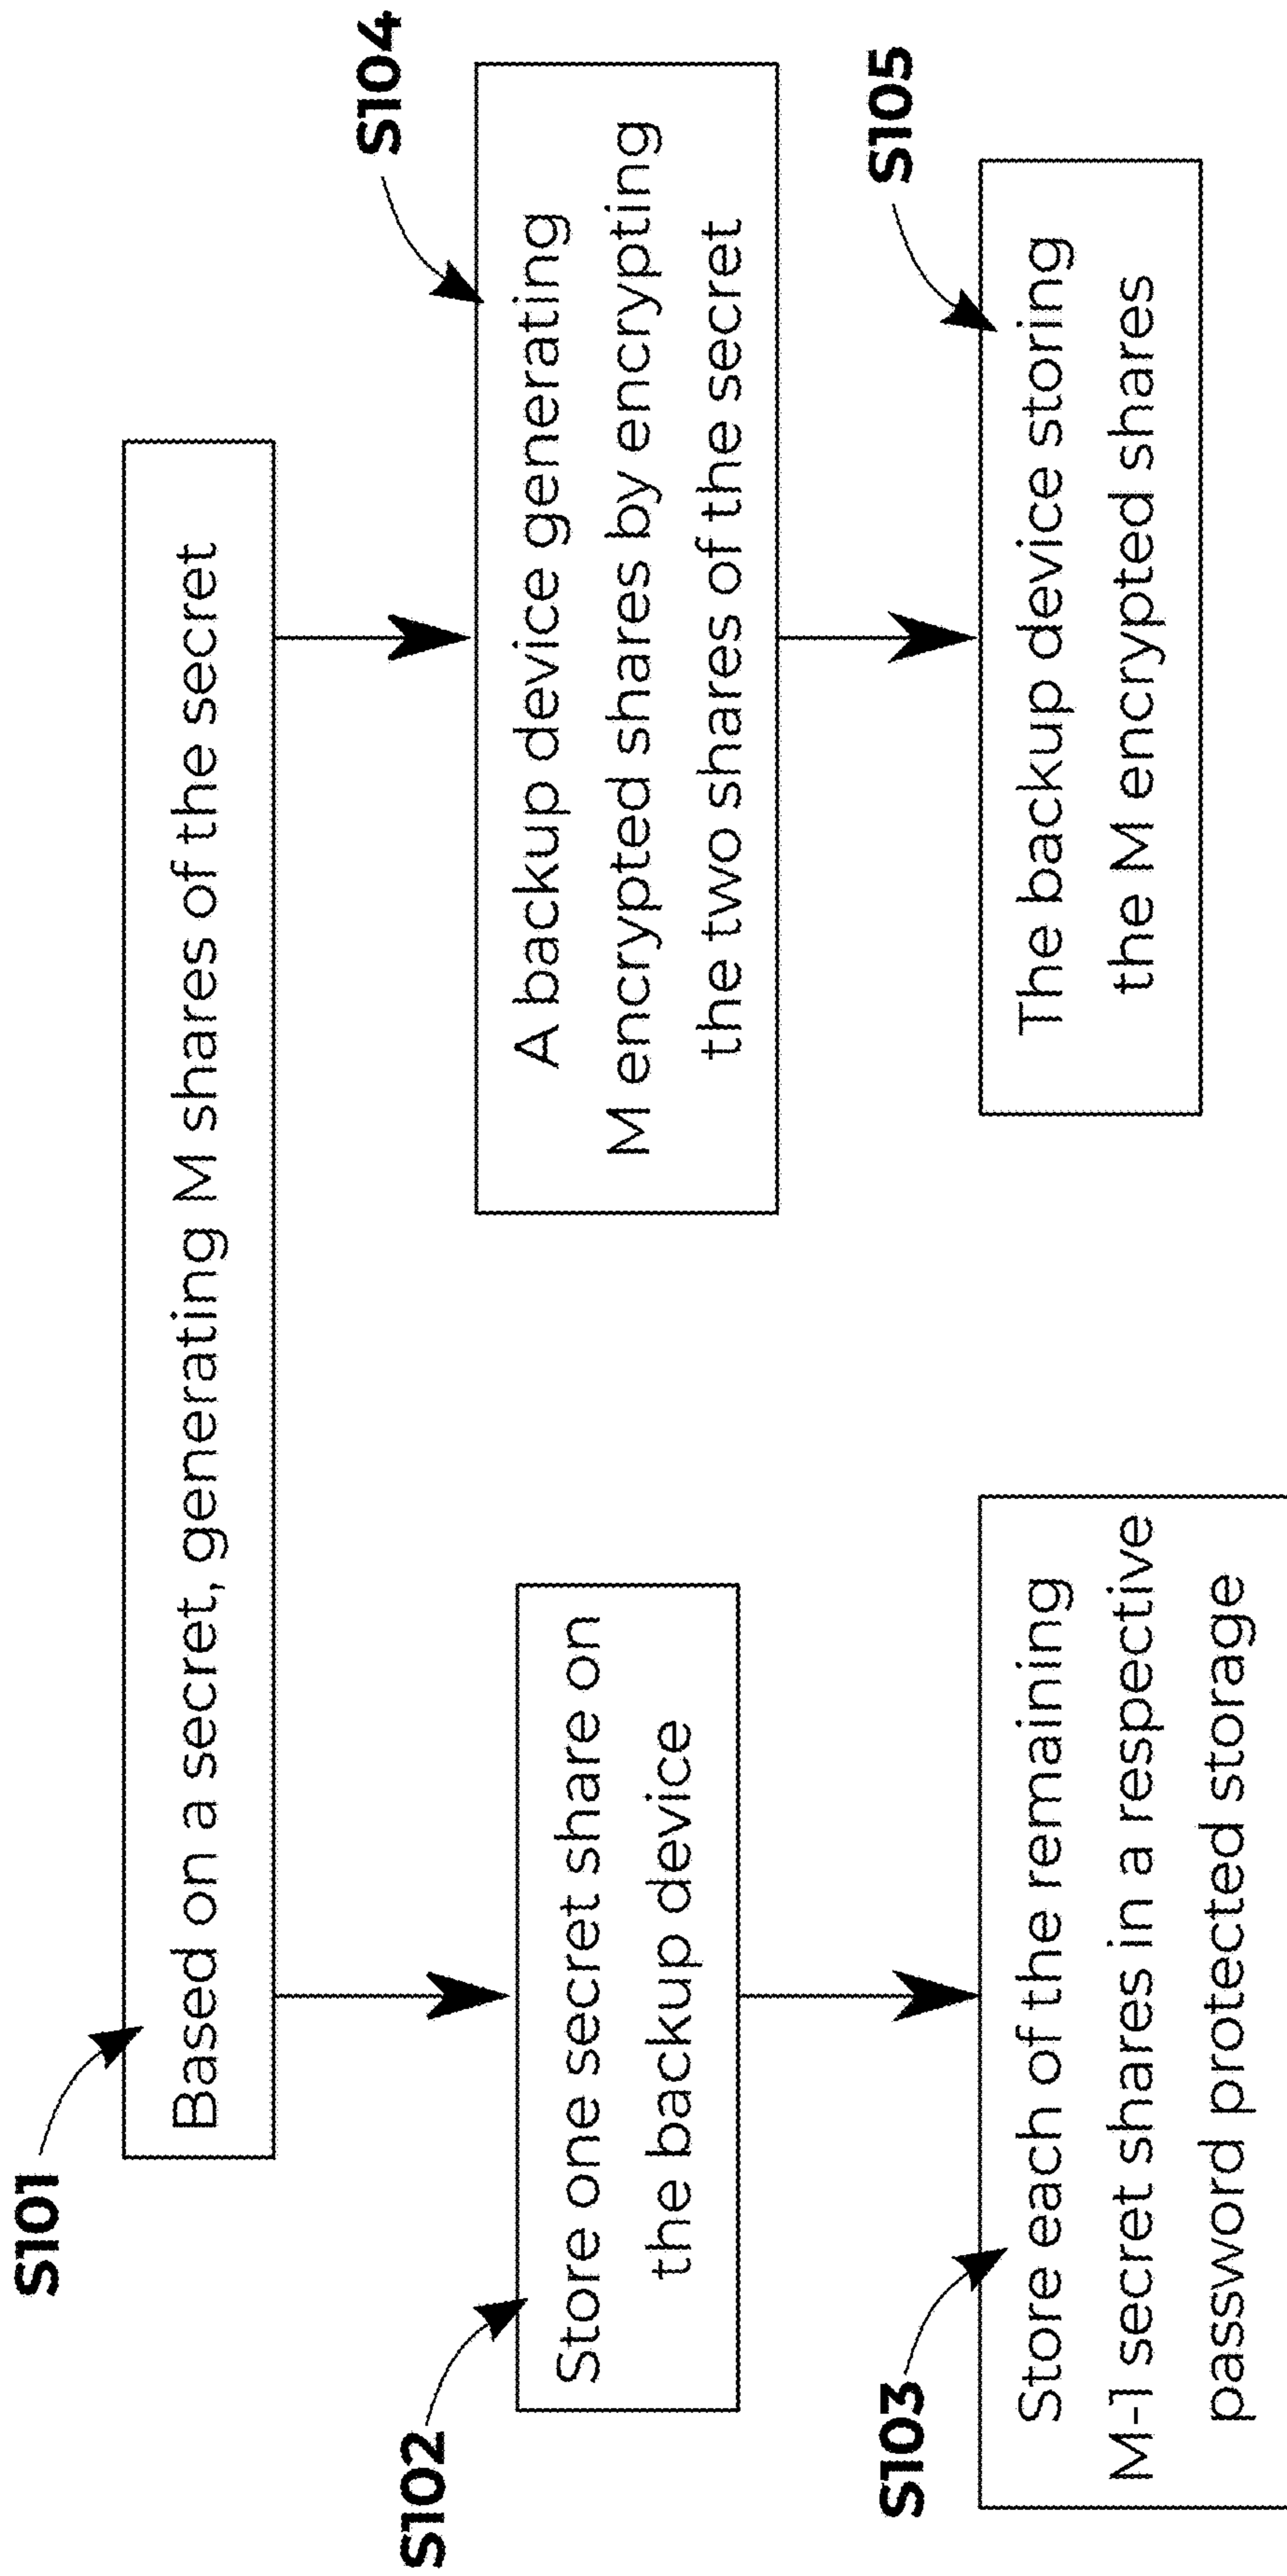 S101
Based on a secret, generating M shares of the secret
S102
Store one secret share on
the backup device
S103
Store each of the remaining
M-1 secret shares in a respective
password protected storage
S104
A backup device generating
M encrypted shares by encrypting
the two shares of the secret
S105
The backup device storing
the M encrypted shares